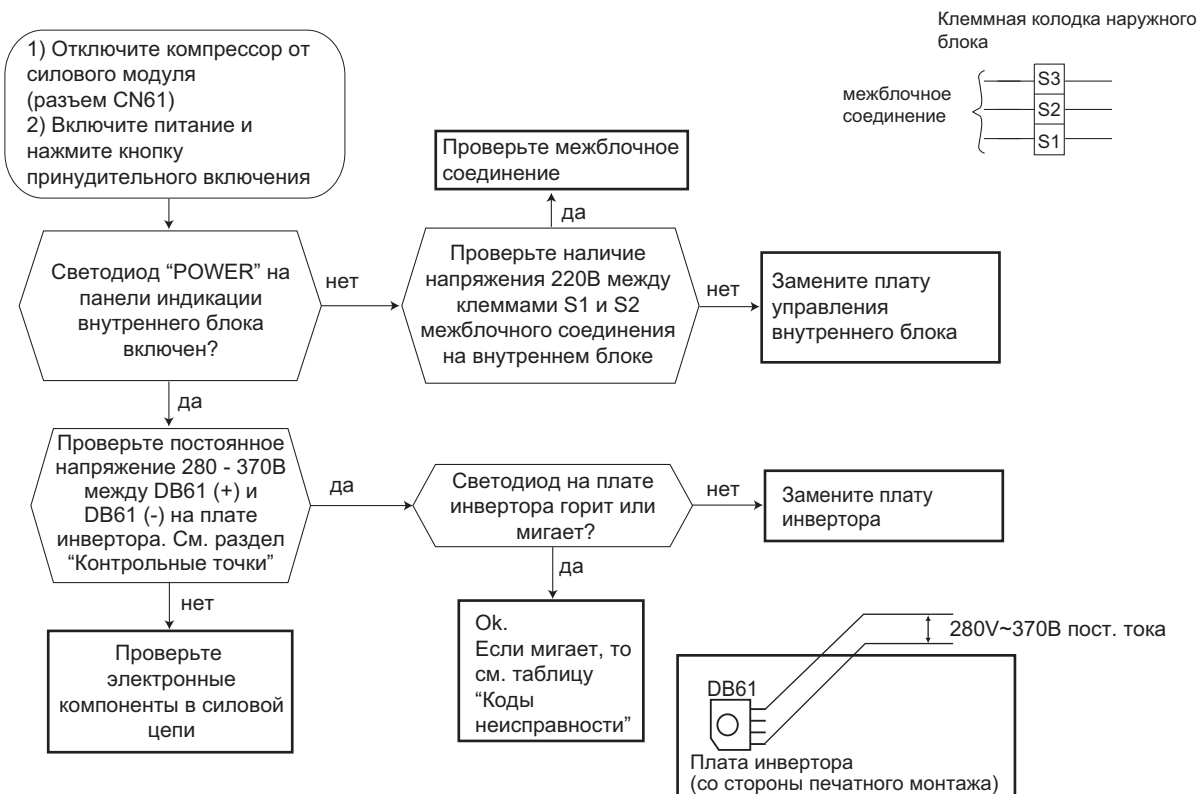 1) Отключите компрессор от
силового модуля
(разъем CN61)
2) Включите питание и
нажмите кнопку
принудительного включения
Клеммная колодка наружного
блока
межблочное
соединение
S3
S2
S1
Проверьте межблочное
соединение
да
Светодиод “POWER” на
панели индикации
внутреннего блока
включен?
нет
Проверьте наличие
напряжения 220В между
клеммами S1 и S2
межблочного соединения
на внутреннем блоке
нет
Замените плату
управления
внутреннего блока
да
Проверьте постоянное
напряжение 280 - 370В
между DB61 (+) и
DB61 (-) на плате
инвертора. См. раздел
“Контрольные точки”
да
Светодиод на плате
инвертора горит или
мигает?
нет
Замените плату
инвертора
нет
да
Проверьте
электронные
компоненты в силовой
цепи
Ok.
Если мигает, то
см. таблицу
“Коды
неисправности”
280V~370В пост. тока
DB61
Плата инвертора
(со стороны печатного монтажа)